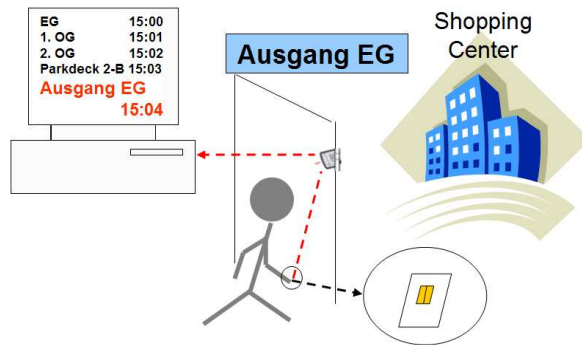 EG 15:00
1. OG 15:01
2. OG 15:02
Parkdeck 2-B 15:03
Ausgang EG
15:04
Ausgang EG
Shopping
Center